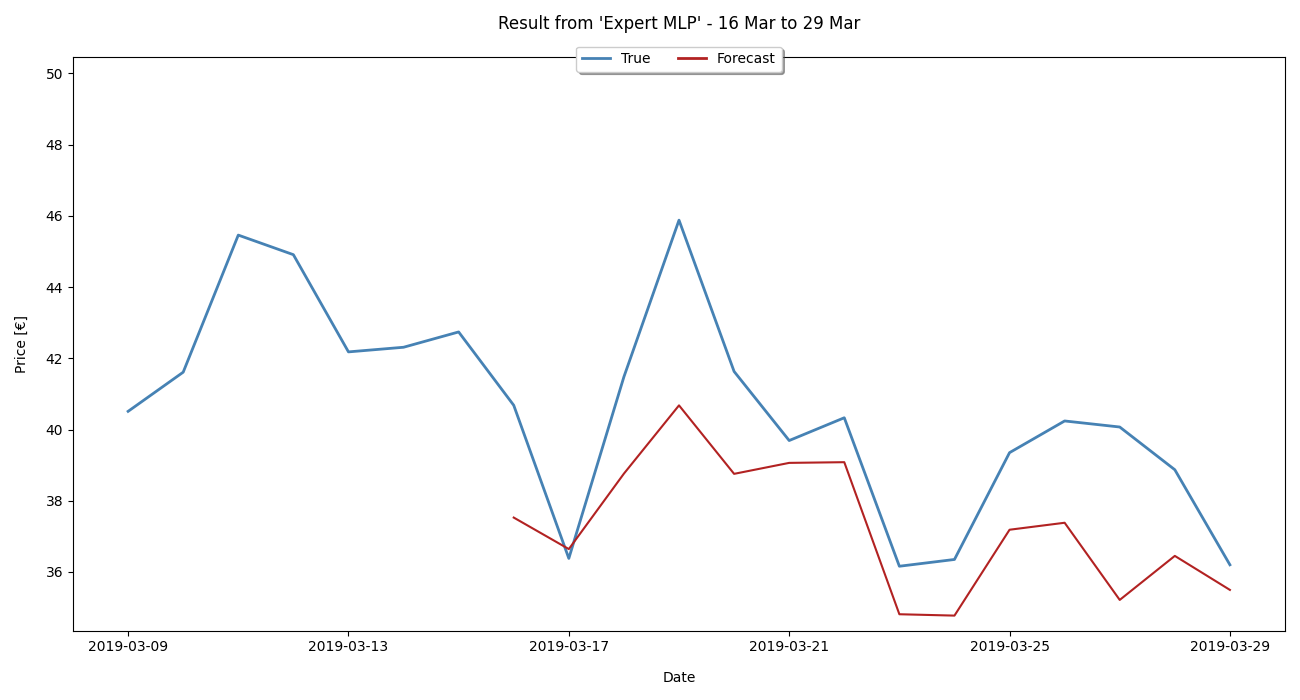 Result from 'Expert MLP' - 16 Mar to 29 Mar
True Forecast
50
48
46
44
42
40
38
36
Price [€]
2019-03-09 2019-03-13 2019-03-17 2019-03-21 2019-03-25 2019-03-29
Date